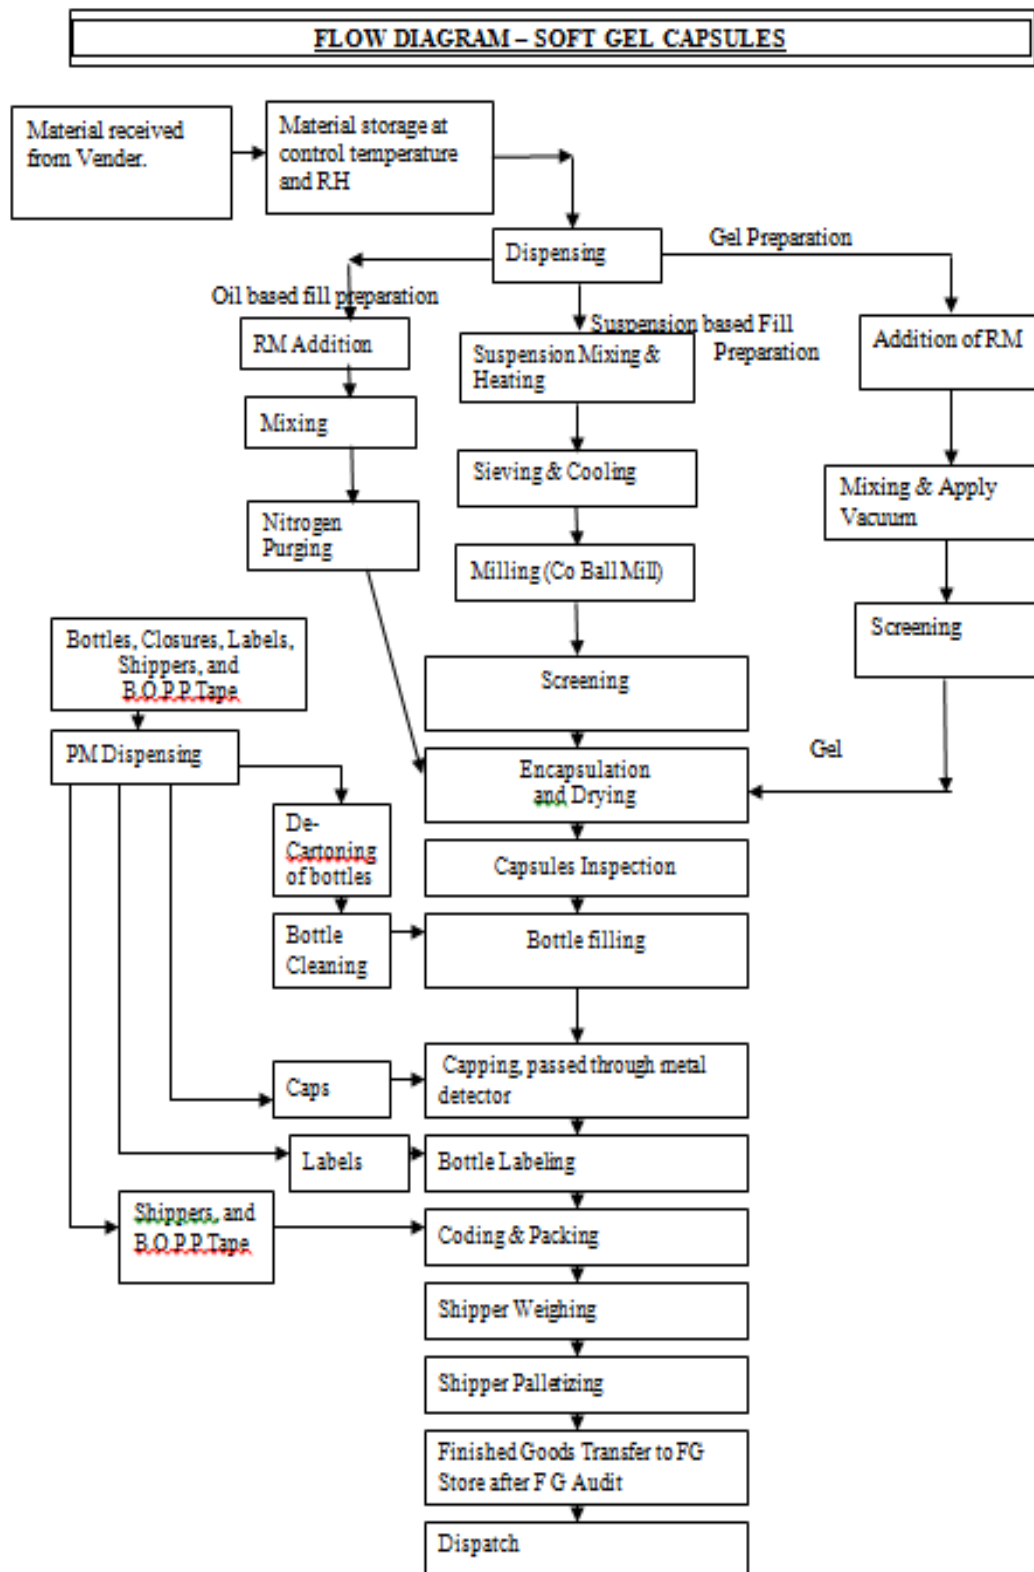 FLOW DIAGRAM – SOFT GEL CAPSULES
Material received
from Vender.
Material storage at
control temperature
and RH
Dispensing
Gel Preparation
Oil based fill preparation
Suspension based Fill
Preparation
RM Addition
Suspension Mixing &
Heating
Addition of RM
Mixing
Sieving & Cooling
Mixing & Apply
Vacuum
Nitrogen
Purging
Milling (Co Ball Mill)
Screening
Bottles, Closures, Labels,
Shippers, and
B.O.P.P.Tape
Screening
PM Dispensing
Encapsulation
and Drying
Gel
De-
Cartoning
of bottles
Capsules Inspection
Bottle
Cleaning
Bottle filling
Caps
Capping, passed through metal
detector
Labels
Bottle Labeling
Shippers, and
B.O.P.P.Tape
Coding & Packing
Shipper Weighing
Shipper Palletizing
Finished Goods Transfer to FG
Store after F G Audit
Dispatch